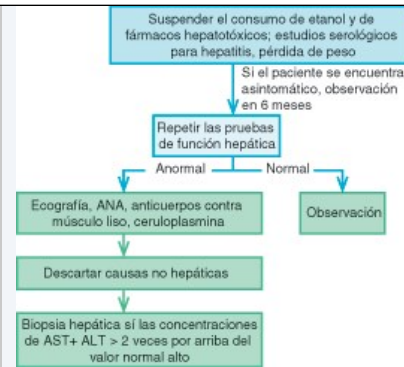 Suspender el consumo de etanol y de
fármacos hepatotóxicos; estudios serológicos
para hepatitis, pérdida de peso
Si el paciente se encuentra
asintomático, observación
en 6 meses
Repetir las pruebas
de función hepática
Anormal
Normal
Ecografía, ANA, anticuerpos contra
músculo liso, ceruloplasmina
Observación
Descartar causas no hepáticas
Biopsia hepática sí las concentraciones
de AST+ ALT > 2 veces por arriba del
valor normal alto